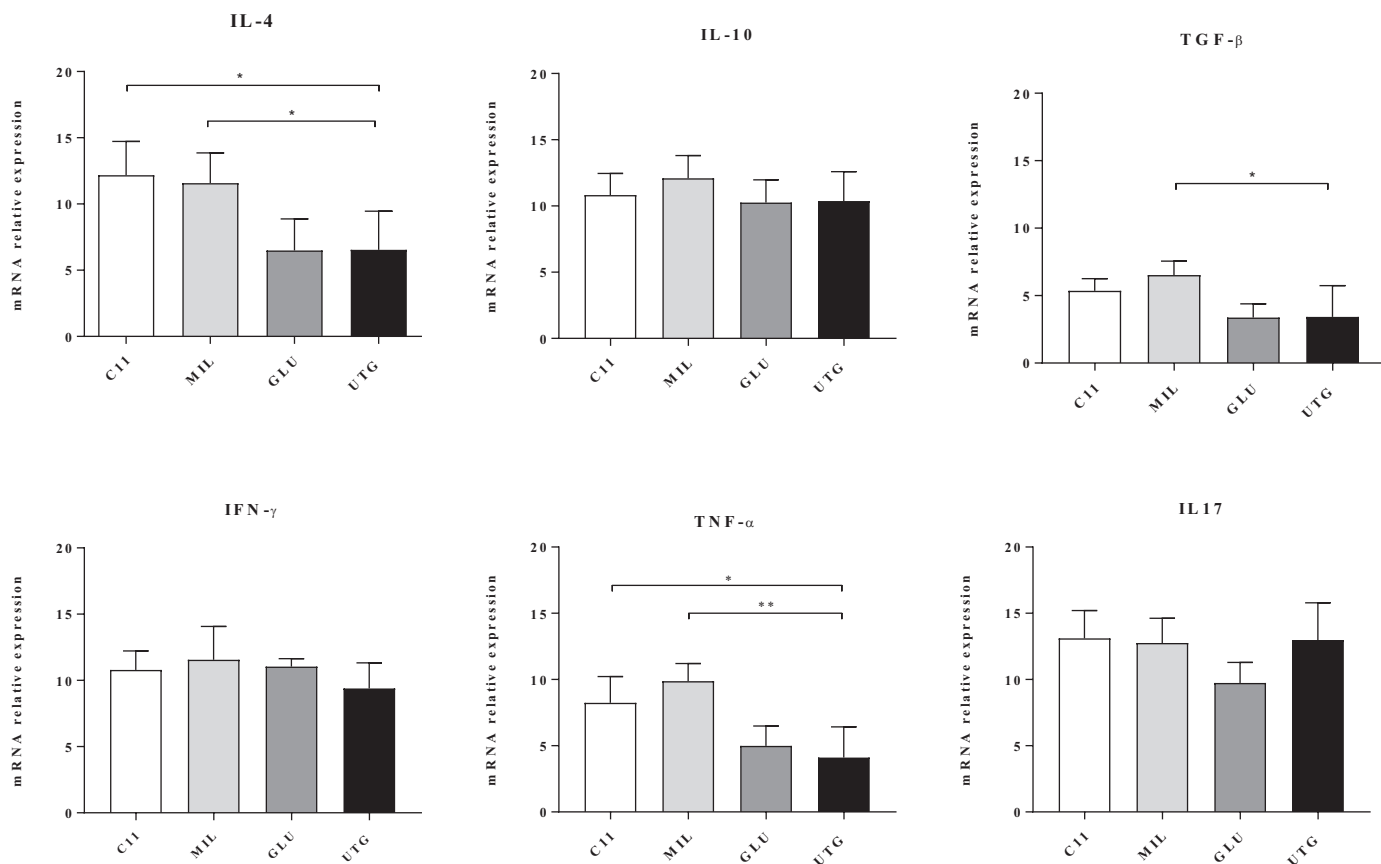 IL-4
mRNA relative expression
20
15
10
5
0
*
*
C11
MIL
GLU
UTG
IL-10
mRNA relative expression
20
15
10
5
0
C11
MIL
GLU
UTG
TGF-β
mRNA relative expression
20
15
10
5
0
*
C11
MIL
GLU
UTG
IFN-γ
mRNA relative expression
20
15
10
5
0
C11
MIL
GLU
UTG
TNF-α
mRNA relative expression
20
15
10
5
0
*
**
C11
MIL
GLU
UTG
IL17
mRNA relative expression
20
15
10
5
0
C11
MIL
GLU
UTG